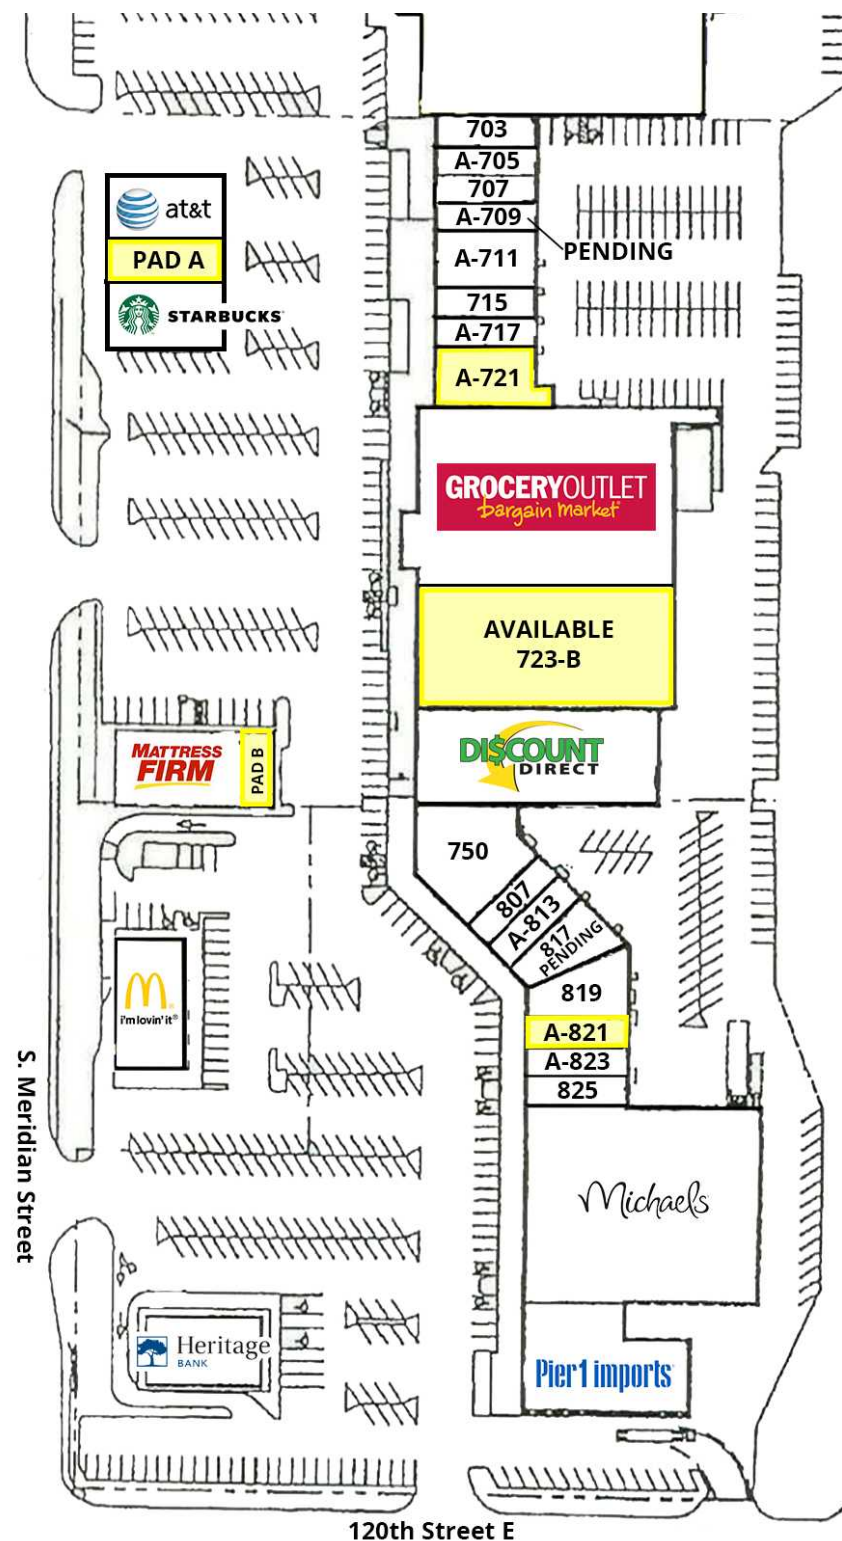 703
A-705
707
A-709
PENDING
A-711
715
A-717
A-721
at&t
PAD A
STARBUCKS
GROCERY OUTLET
bargain market
AVAILABLE
723-B
MATTRESS
FIRM
PAD B
DI$COUNT
DIRECT
750
807
A-813
817
PENDING
819
A-821
A-823
825
i'm lovin' it®
S. Meridian Street
Michaels
Heritage
BANK
Pier 1 imports
120th Street E